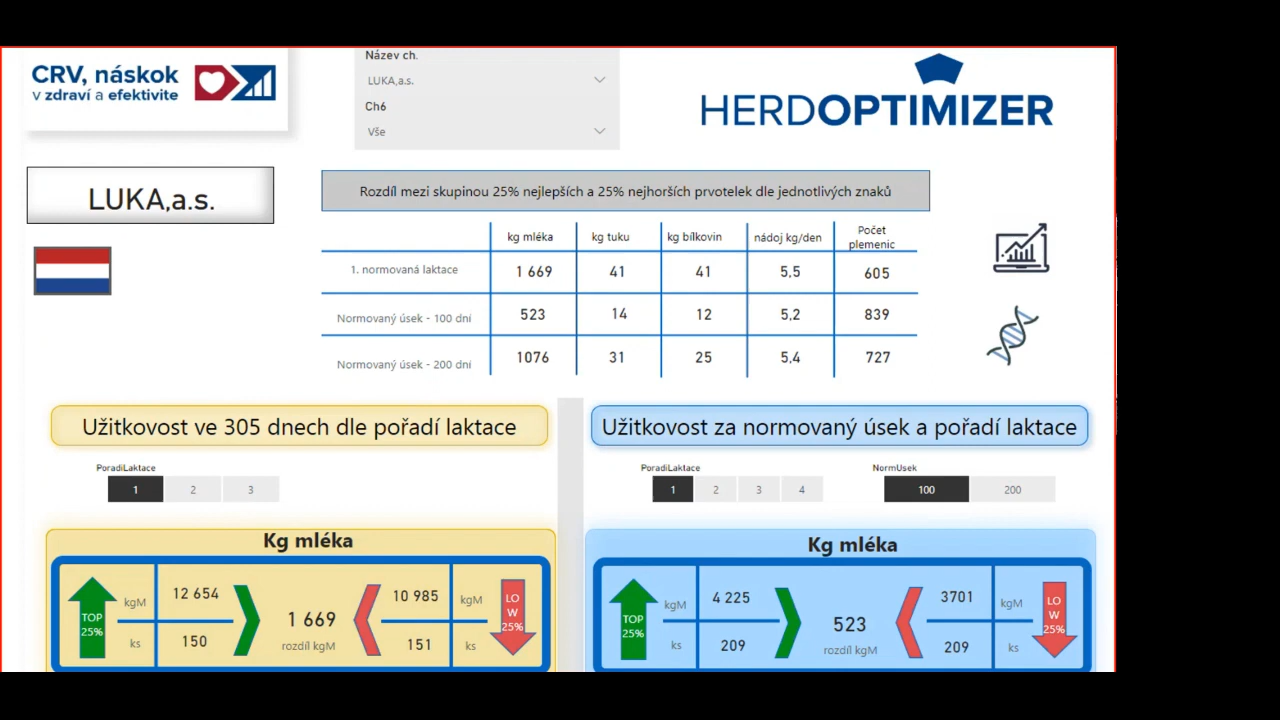 CRV, náskok
v zdraví a efektivite
Název ch.
LUKA,a.s.
Ch6
Vše
HERDOPTIMIZER
LUKA,a.s.
Rozdíl mezi skupinou 25% nejlepších a 25% nejhorších prvotelek dle jednotlivých znaků
kg mléka kg tuku kg bílkovin nádoj kg/den Počet plemenic
1. normovaná laktace 1 669 41 41 5,5 605
Normovaný úsek - 100 dní 523 14 12 5,2 839
Normovaný úsek - 200 dní 1076 31 25 5,4 727
Užitkovost ve 305 dnech dle pořadí laktace
PoradiLaktace
1 2 3
Kg mléka
TOP 25%
kgM 12 654
ks 150
1 669
rozdíl kgM
10 985 kgM
151 ks
LO
W
25%
Užitkovost za normovaný úsek a pořadí laktace
PoradiLaktace NormUsek
1 2 3 4 100 200
Kg mléka
TOP 25%
kgM 4 225
ks 209
523
rozdíl kgM
3701 kgM
209 ks
LO
W
25%